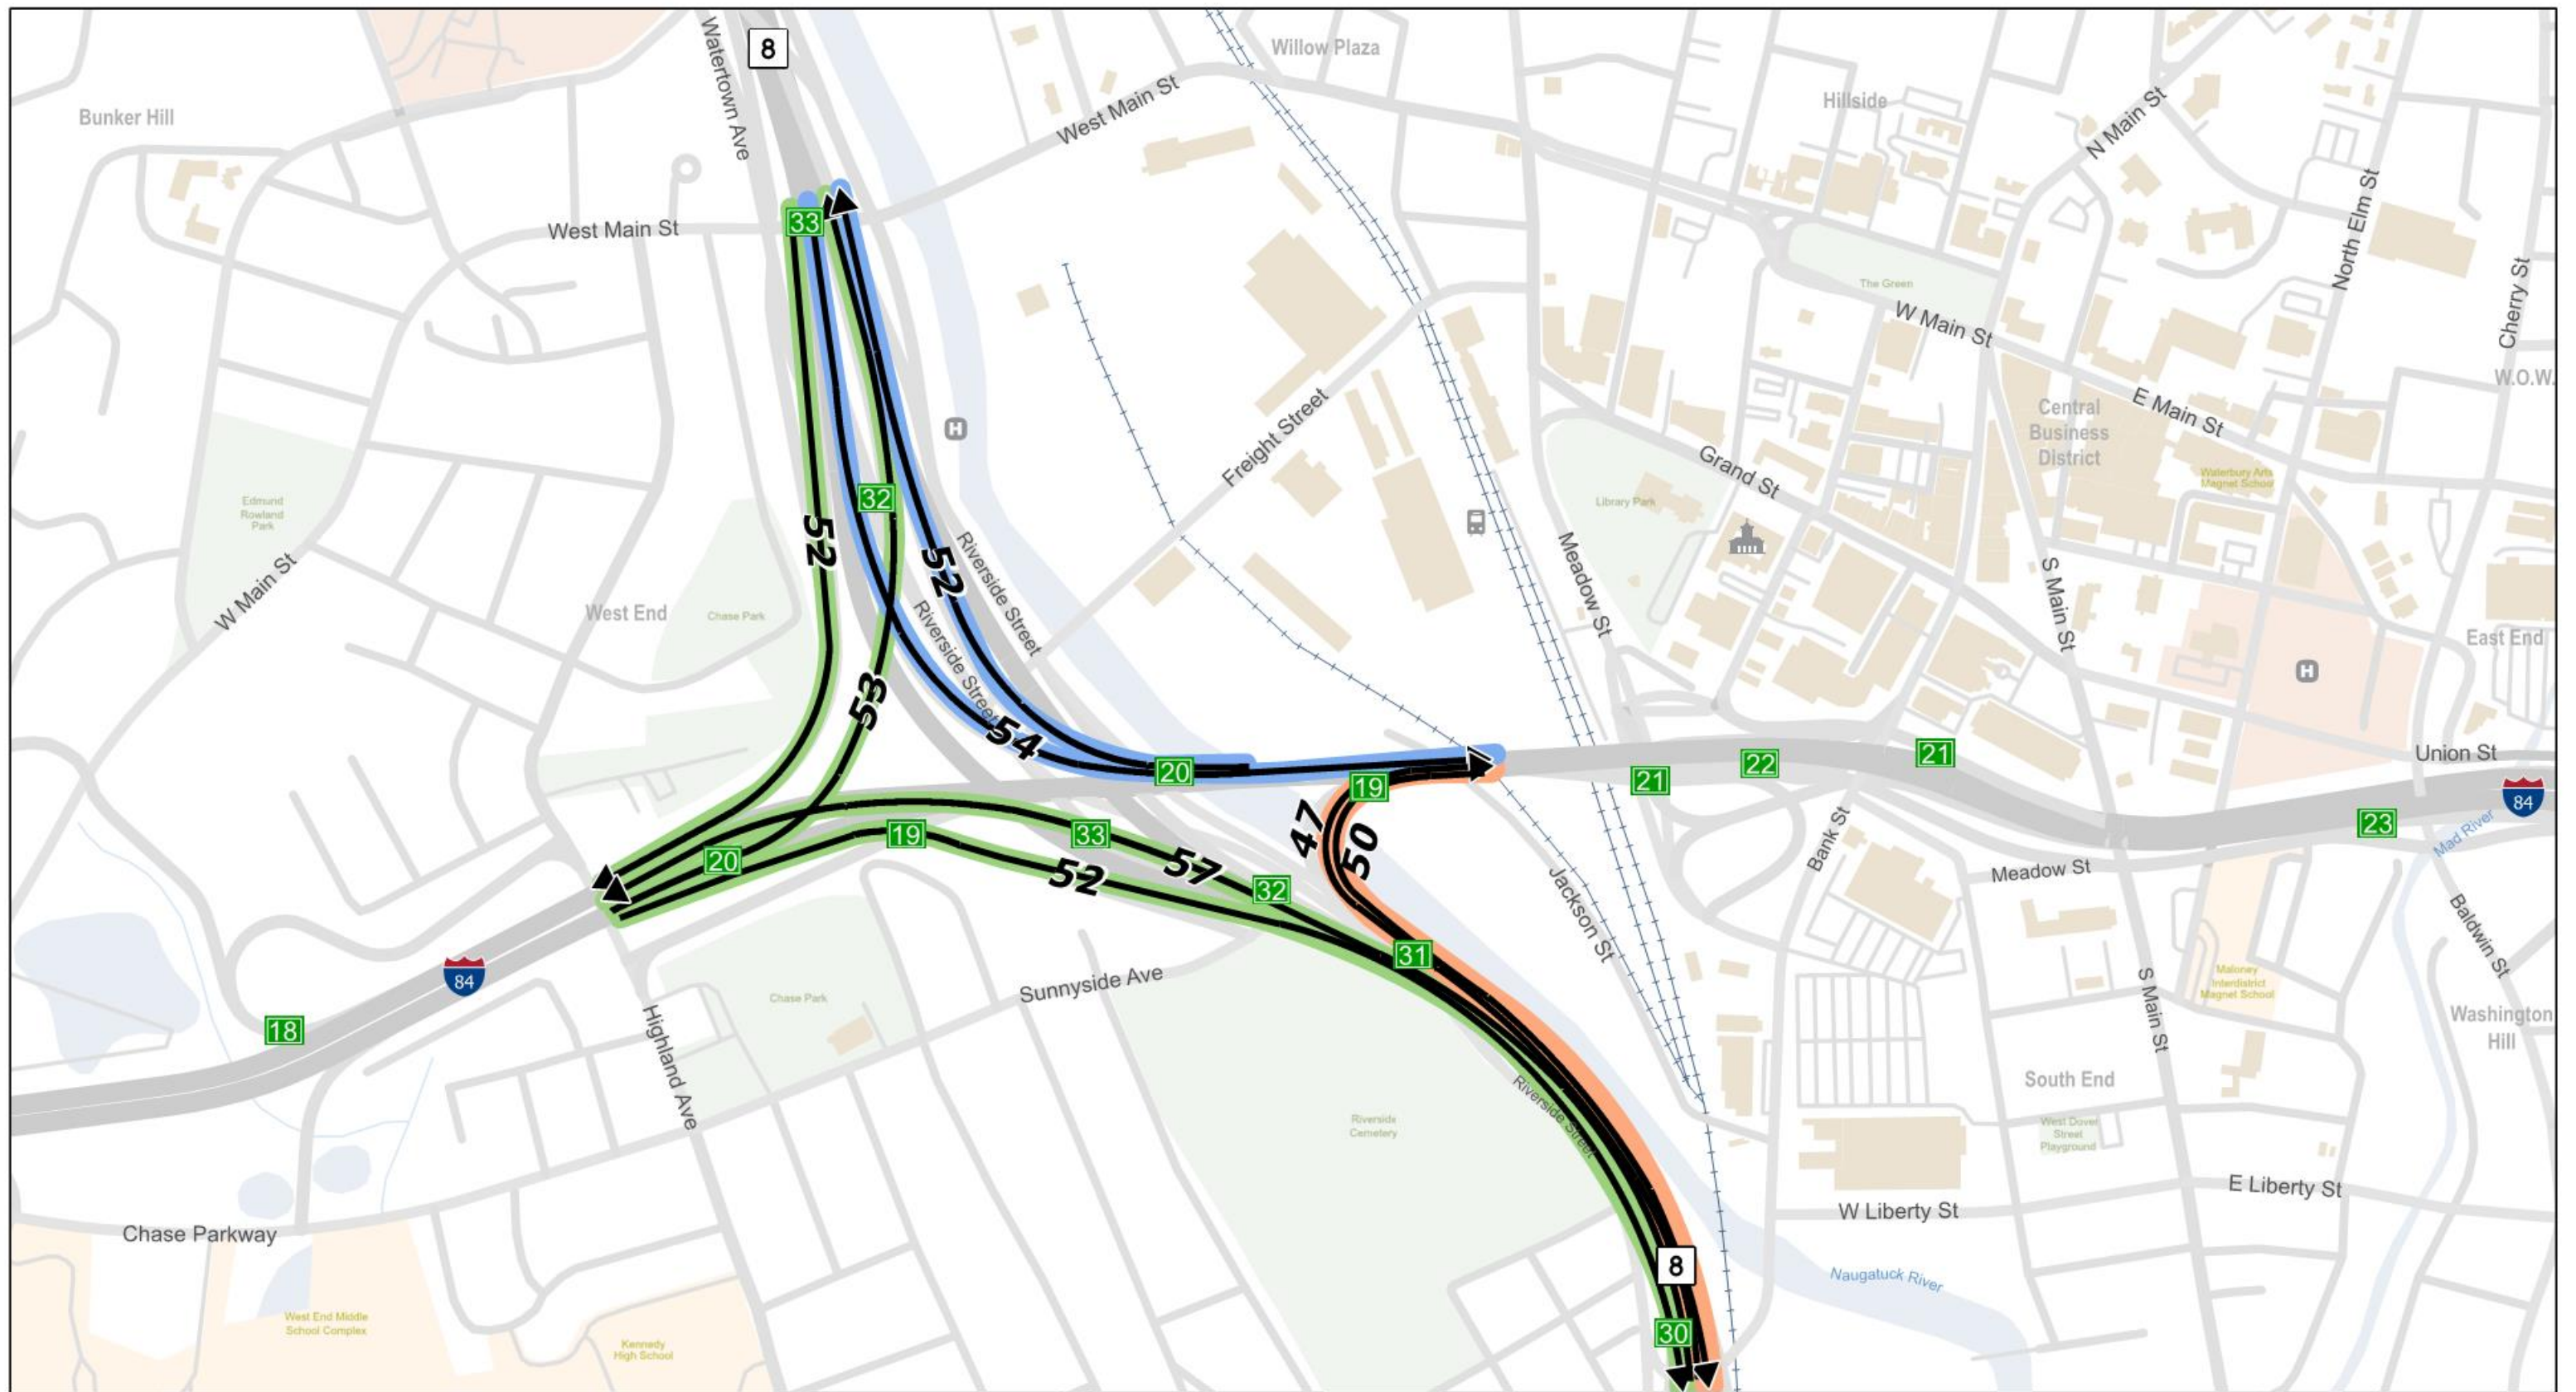 Watertown Ave
8
Willow Plaza
Bunker Hill
West Main St
Hillside
N Main St
North Elm St
West Main St
33
The Green
W Main St
Cherry St
W.O.W.
E Main St
Central
Business
District
Freight Street
H
Grand St
Waterbury Arts
Magnet School
Edmund
Rowland
Park
32
Library Park
52
52
Riverside Street
Meadow St
S Main St
W Main St
West End
Chase Park
Riverside Street
East End
H
53
54
20
19
21
22
21
Union St
84
23
Mad River
47
50
19
33
20
52
57
32
Bank St
Meadow St
Jackson St
Baldwin St
31
84
18
Sunnyside Ave
Chase Park
Highland Ave
S Main St
Maloney
Interdistrict
Magnet School
Washington
Hill
South End
Riverside Street
Riverside
Cemetery
West Dover
Street
Playground
E Liberty St
W Liberty St
Chase Parkway
8
Naugatuck River
West End Middle
School Complex
30
Kennedy
High School